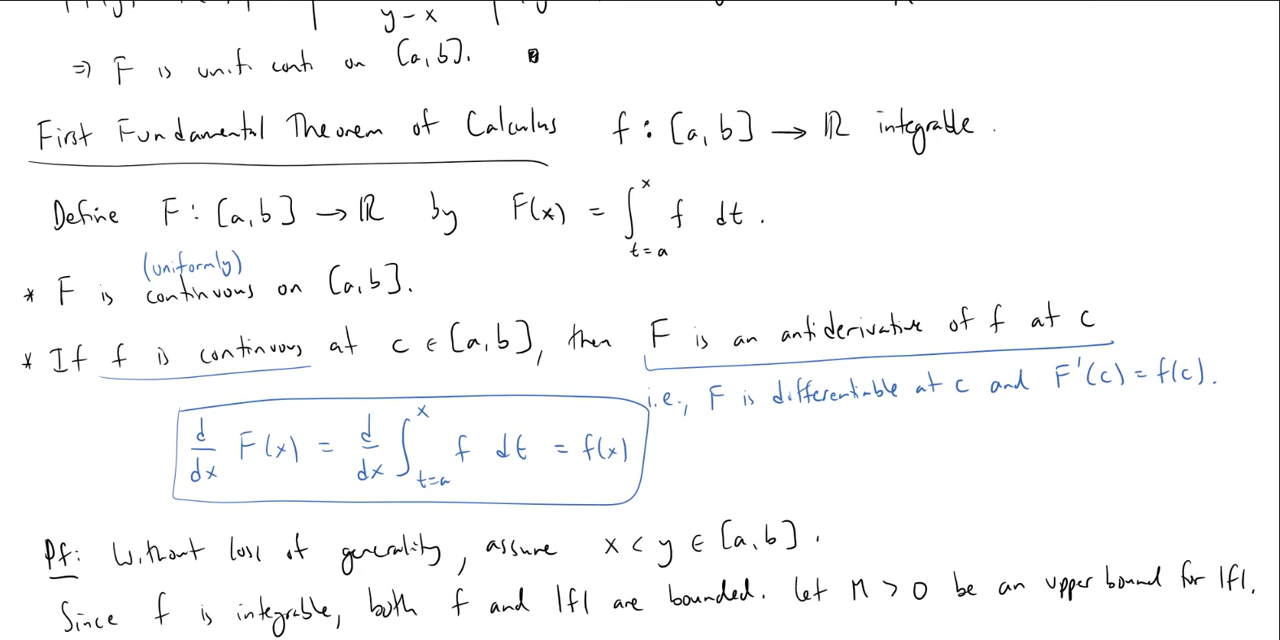 y - x
⇒ F is unif. cont. on [a, b].
First Fundamental Theorem of Calculus f : [a, b] → ℝ integrable.
Define F : [a, b] → ℝ by F(x) = ∫_{t=a}^{x} f dt.
(uniformly)
* F is continuous on [a, b].
* If f is continuous at c ∈ [a, b], then F is an antiderivative of f at c
i.e., F is differentiable at c and F'(c) = f(c).
d/dx F(x) = d/dx ∫_{t=a}^{x} f dt = f(x)
Pf: Without loss of generality, assume x < y ∈ [a, b].
Since f is integrable, both f and |f| are bounded. Let M > 0 be an upper bound for |f|.